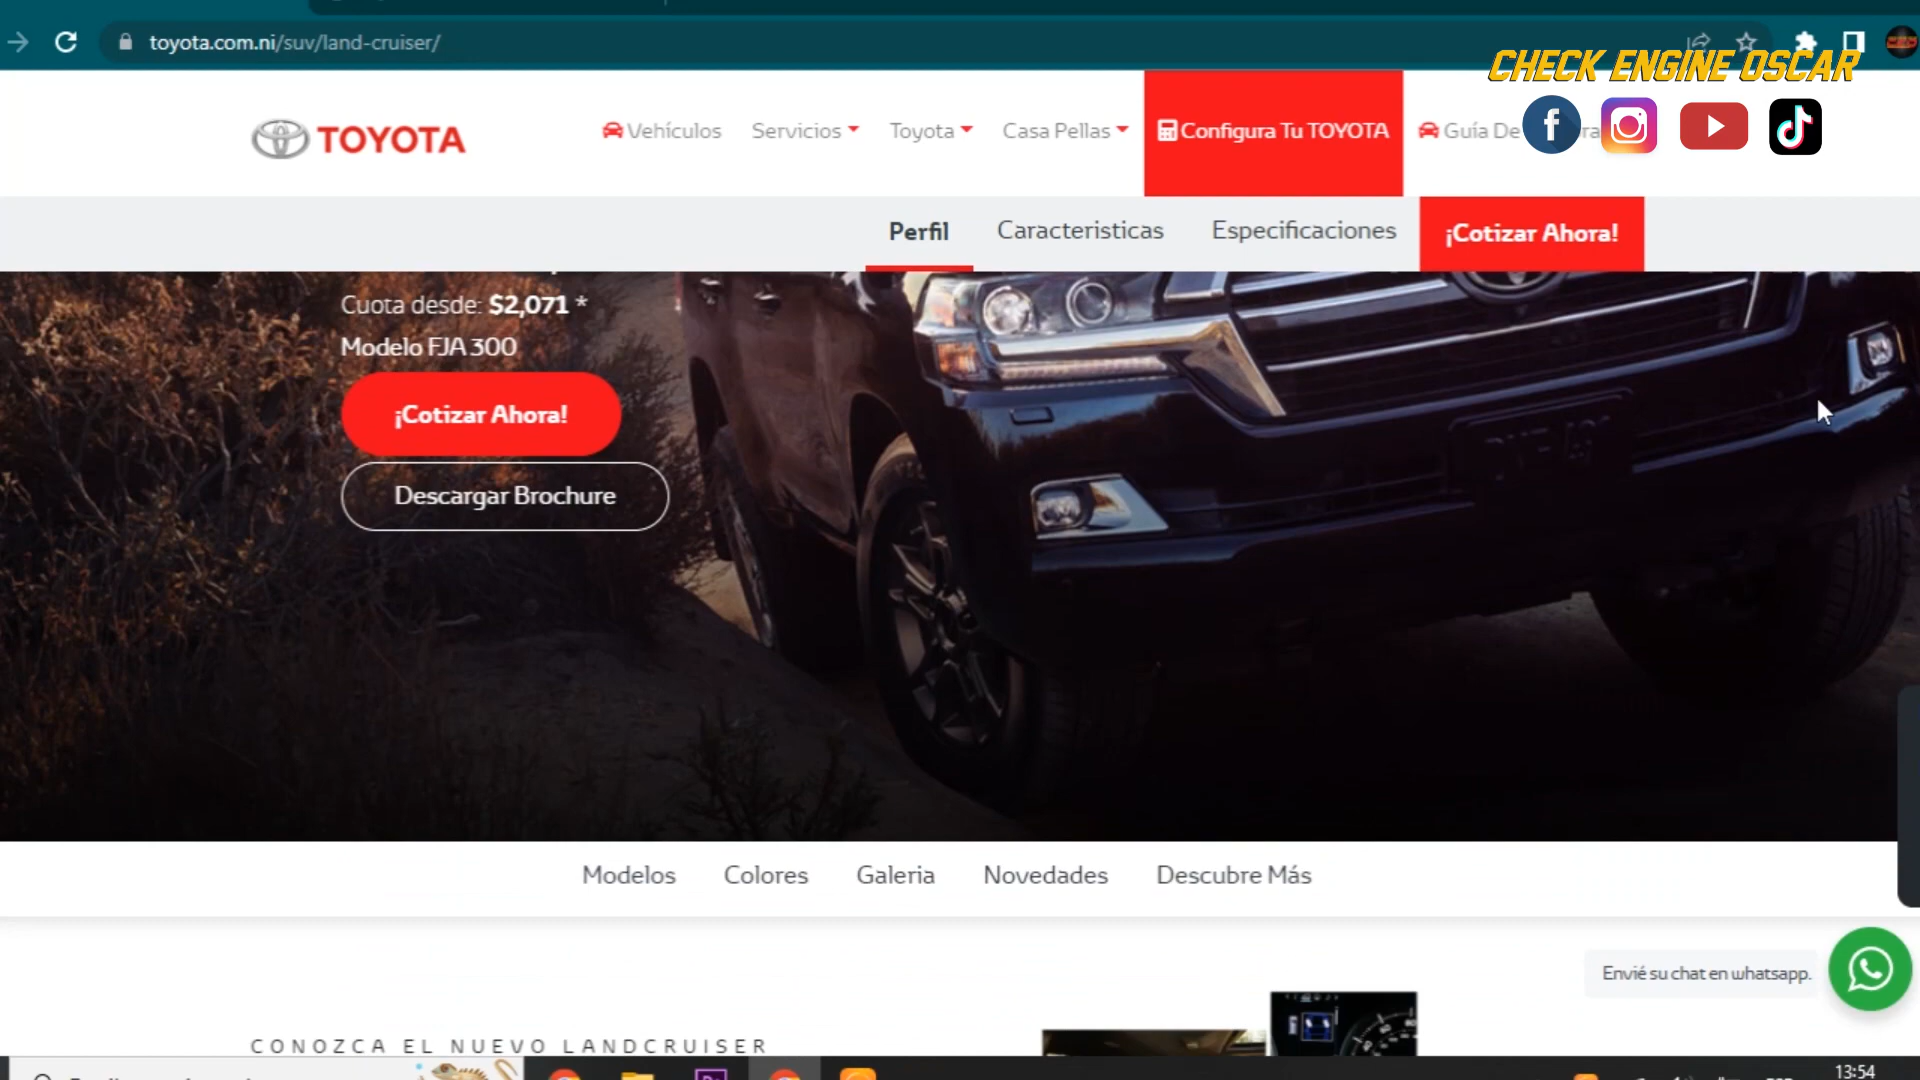 toyota.com.ni/suv/land-cruiser/
CHECK ENGINE OSCAR
TOYOTA
Vehículos
Servicios
Toyota
Casa Pellas
Configura Tu TOYOTA
Guía De
Perfil
Caracteristicas
Especificaciones
¡Cotizar Ahora!
Cuota desde: $2,071 *
Modelo FJA 300
¡Cotizar Ahora!
Descargar Brochure
Modelos
Colores
Galeria
Novedades
Descubre Más
Envié su chat en whatsapp.
CONOZCA EL NUEVO LANDCRUISER
13:54